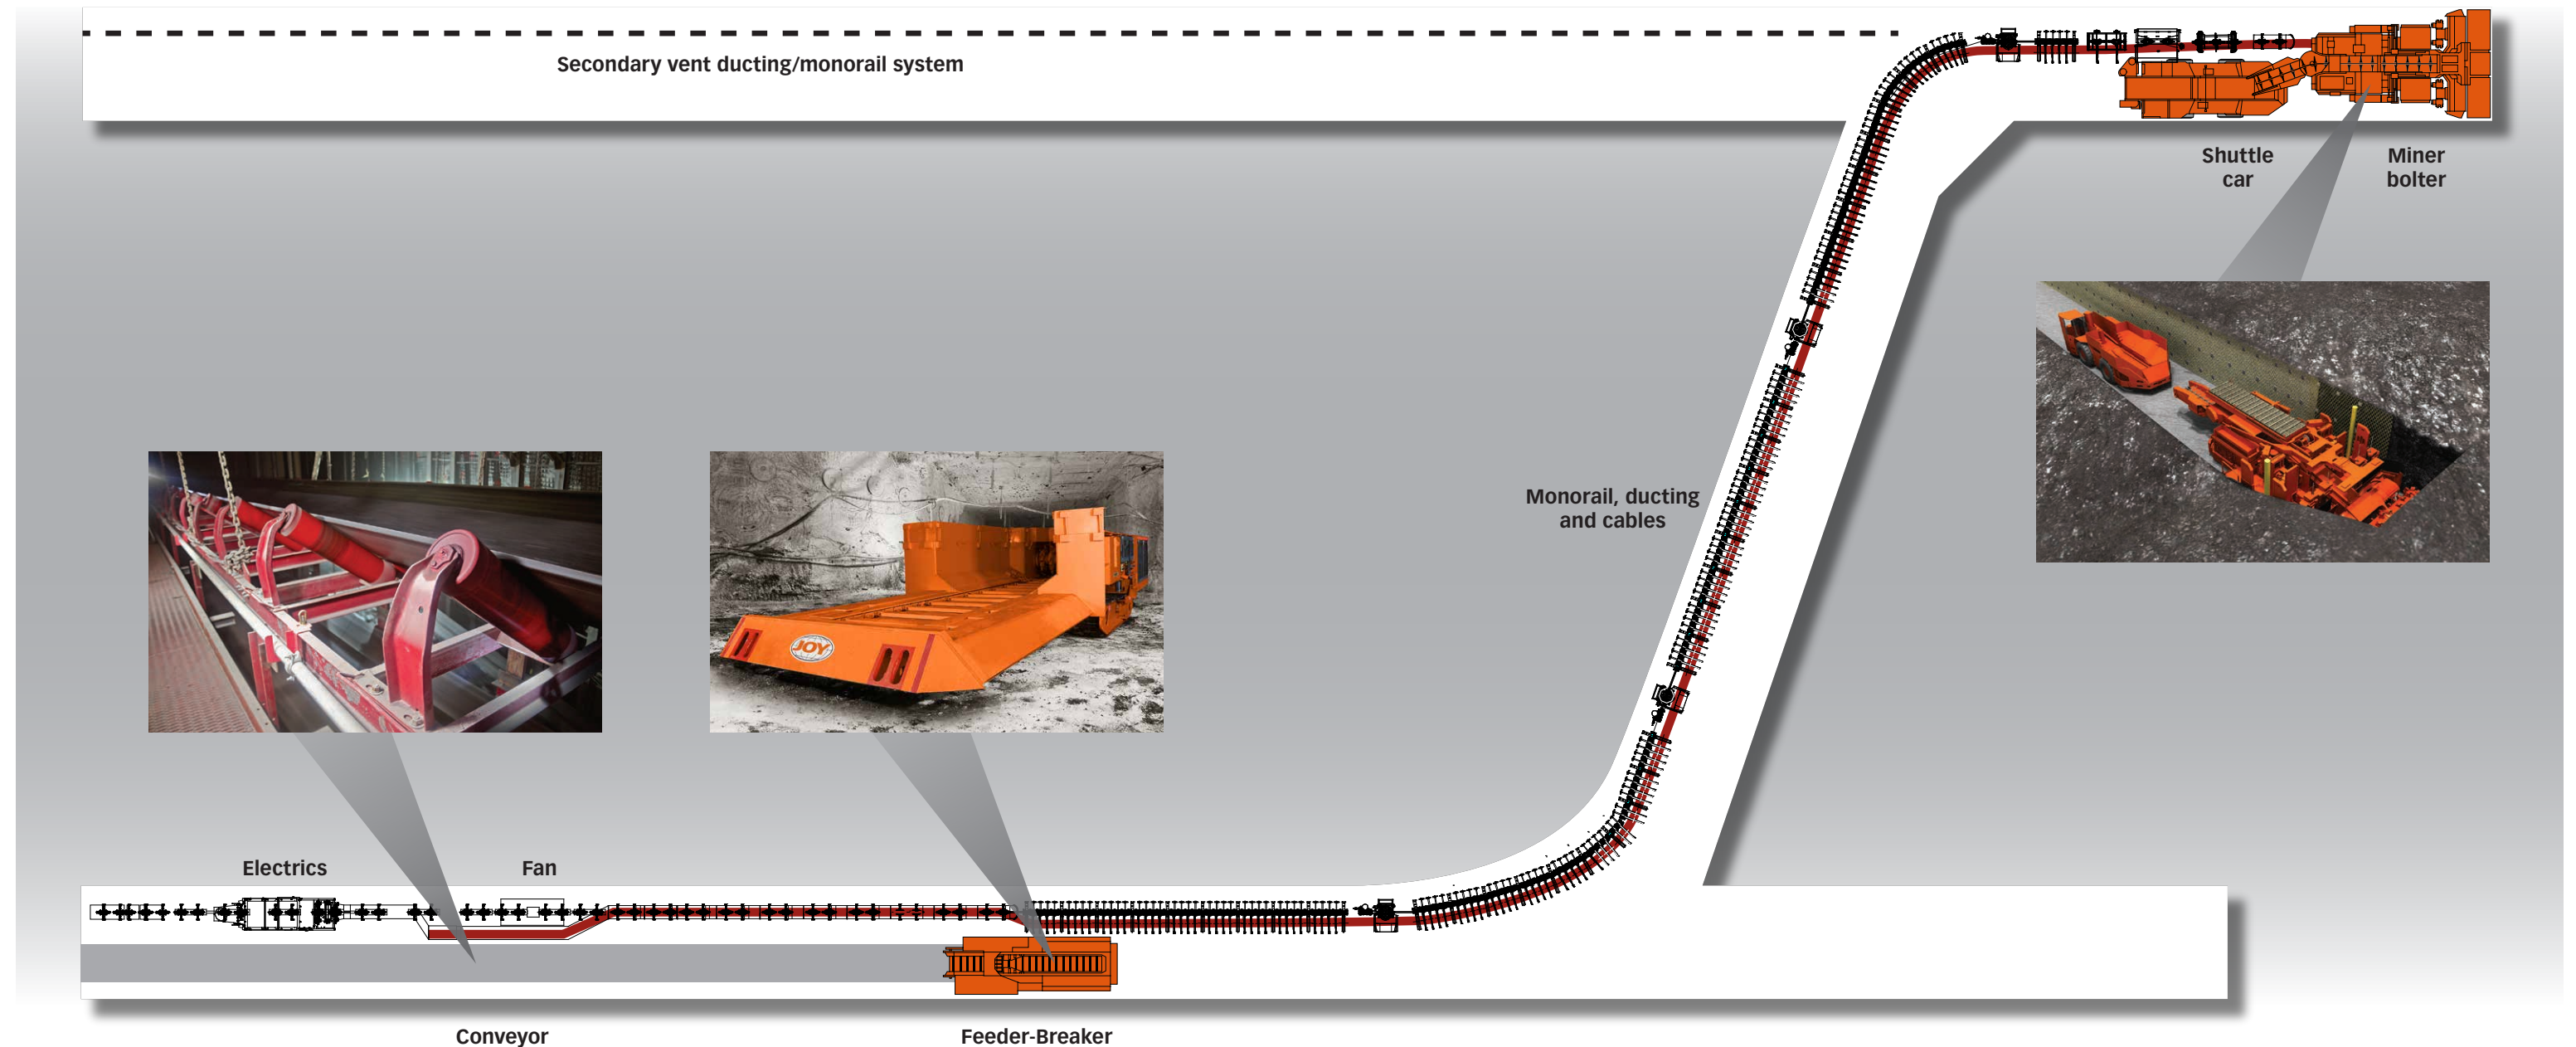 Secondary vent ducting/monorail system
Shuttle
car
Miner
bolter
Monorail, ducting
and cables
JOY
Electrics
Fan
Conveyor
Feeder-Breaker